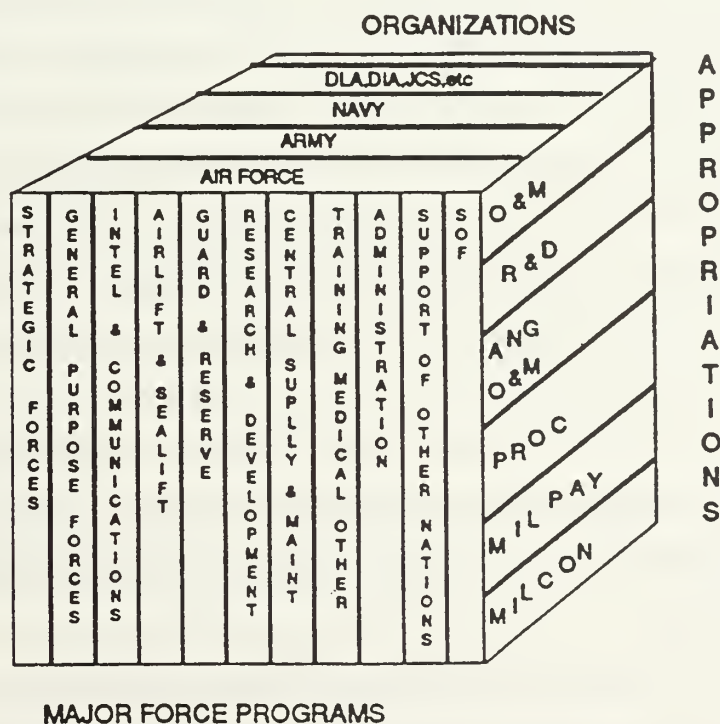 ORGANIZATIONS
DLA,DIA,JCS,etc
NAVY
ARMY
AIR FORCE
STRATEGIC FORCES
GENERAL PURPOSE FORCES
INTEL & COMMUNICATIONS
AIRLIFT & SEALIFT
GUARD & RESERVE
RESEARCH & DEVELOPMENT
CENTRAL SUPLLY & MAINT
TRAINING MEDICAL OTHER
ADMINISTRATION
SUPPORT OF OTHER NATIONS
SOF
O&M
R&D
ANG
O&M
PROC
MIL PAY
MILCON
APPROPRIATIONS
MAJOR FORCE PROGRAMS